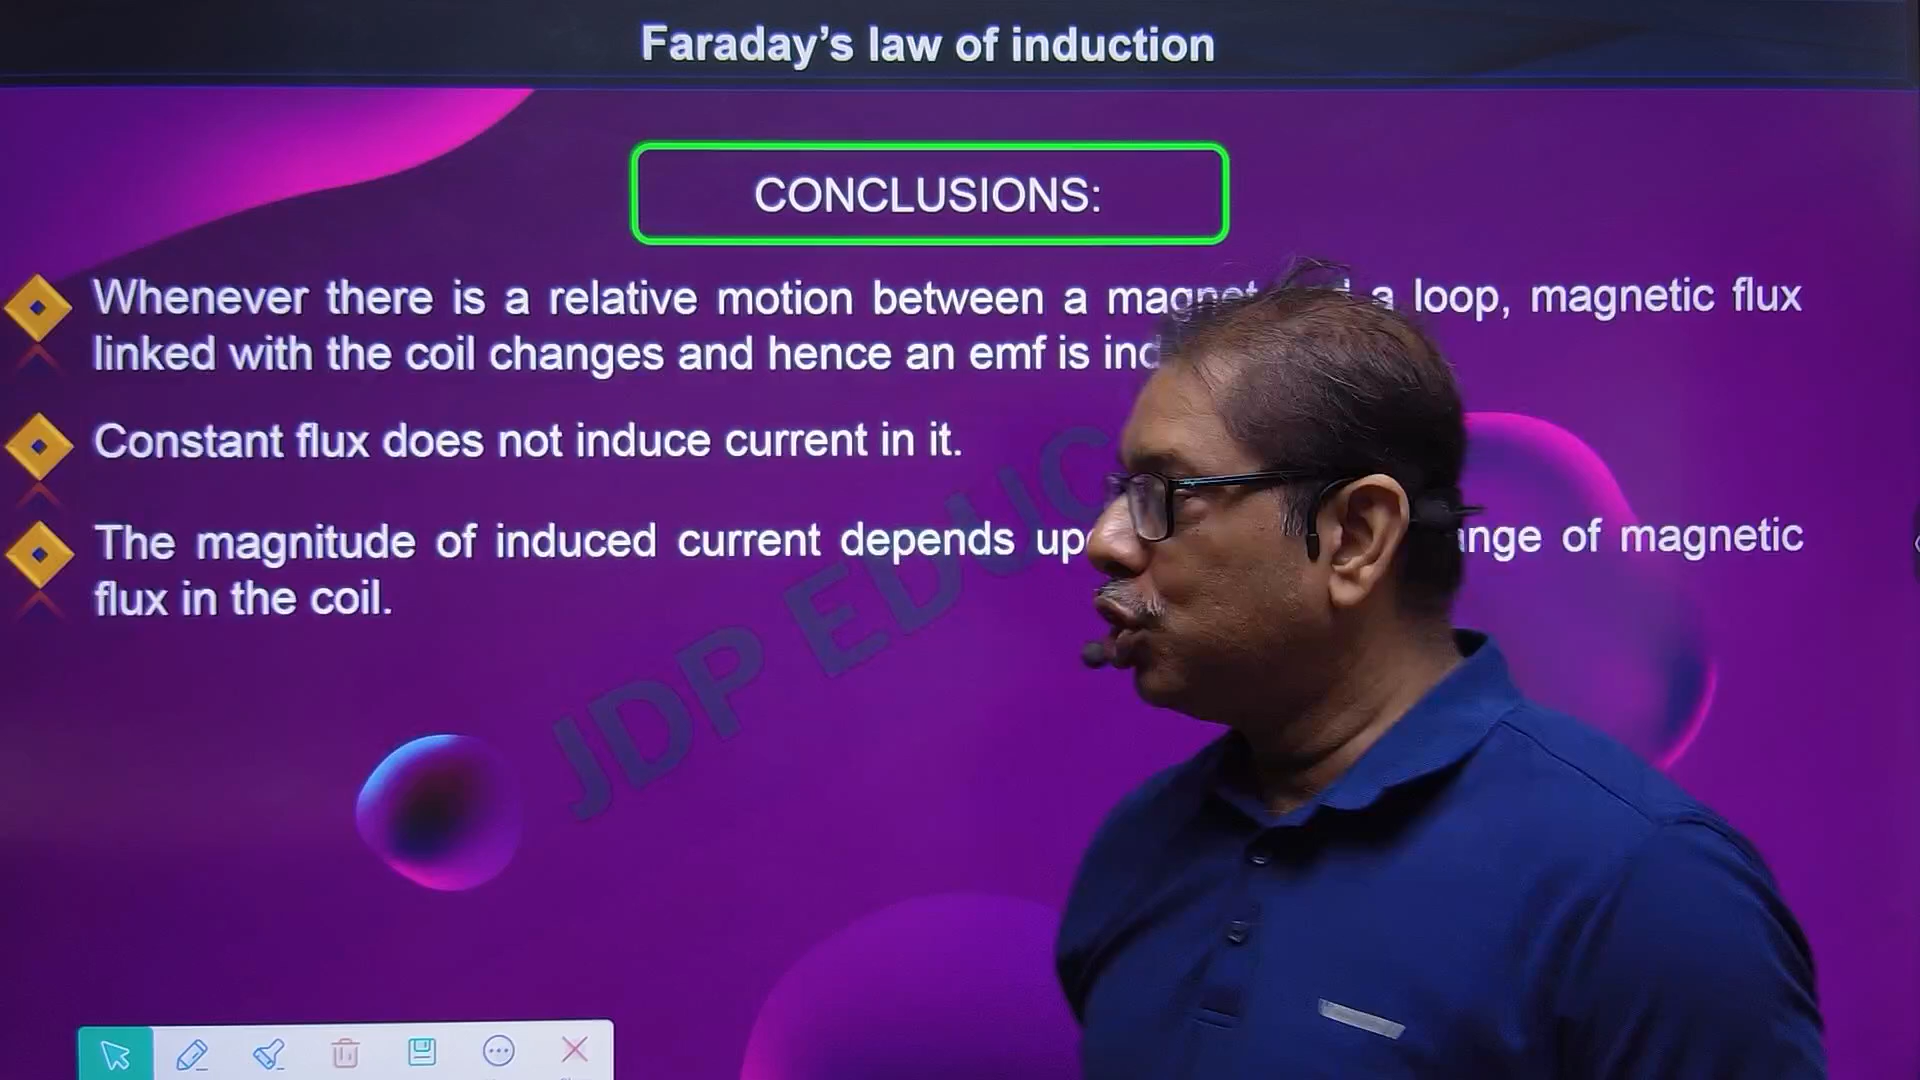 Faraday's law of induction
CONCLUSIONS:
Whenever there is a relative motion between a magnet a loop, magnetic flux
linked with the coil changes and hence an emf is
Constant flux does not induce current in it.
The magnitude of induced current depends of magnetic
flux in the coil.
JDP